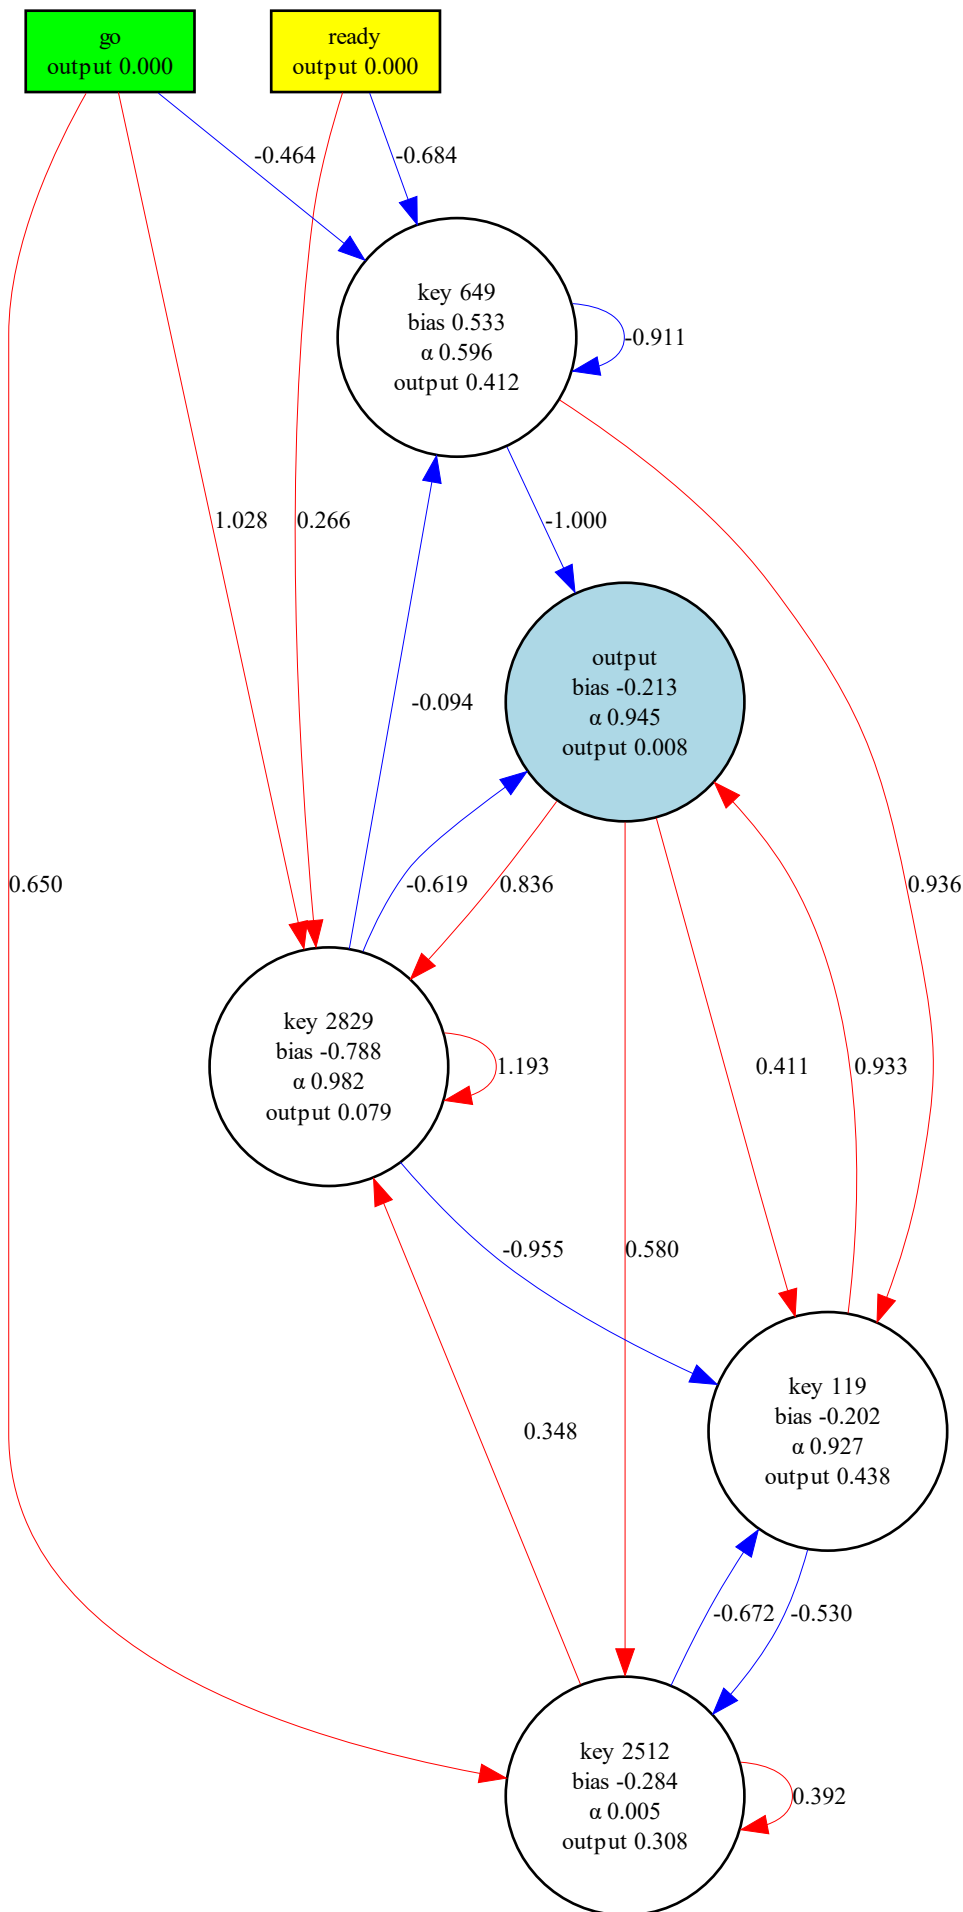 go
output 0.000
ready
output 0.000
-0.464
-0.684
key 649
bias 0.533
α 0.596
output 0.412
-0.911
1.028
0.266
-1.000
output
bias -0.213
α 0.945
output 0.008
-0.094
0.650
-0.619
0.836
0.936
key 2829
bias -0.788
α 0.982
output 0.079
1.193
0.411
0.933
-0.955
0.580
key 119
bias -0.202
α 0.927
output 0.438
0.348
-0.672
-0.530
key 2512
bias -0.284
α 0.005
output 0.308
0.392